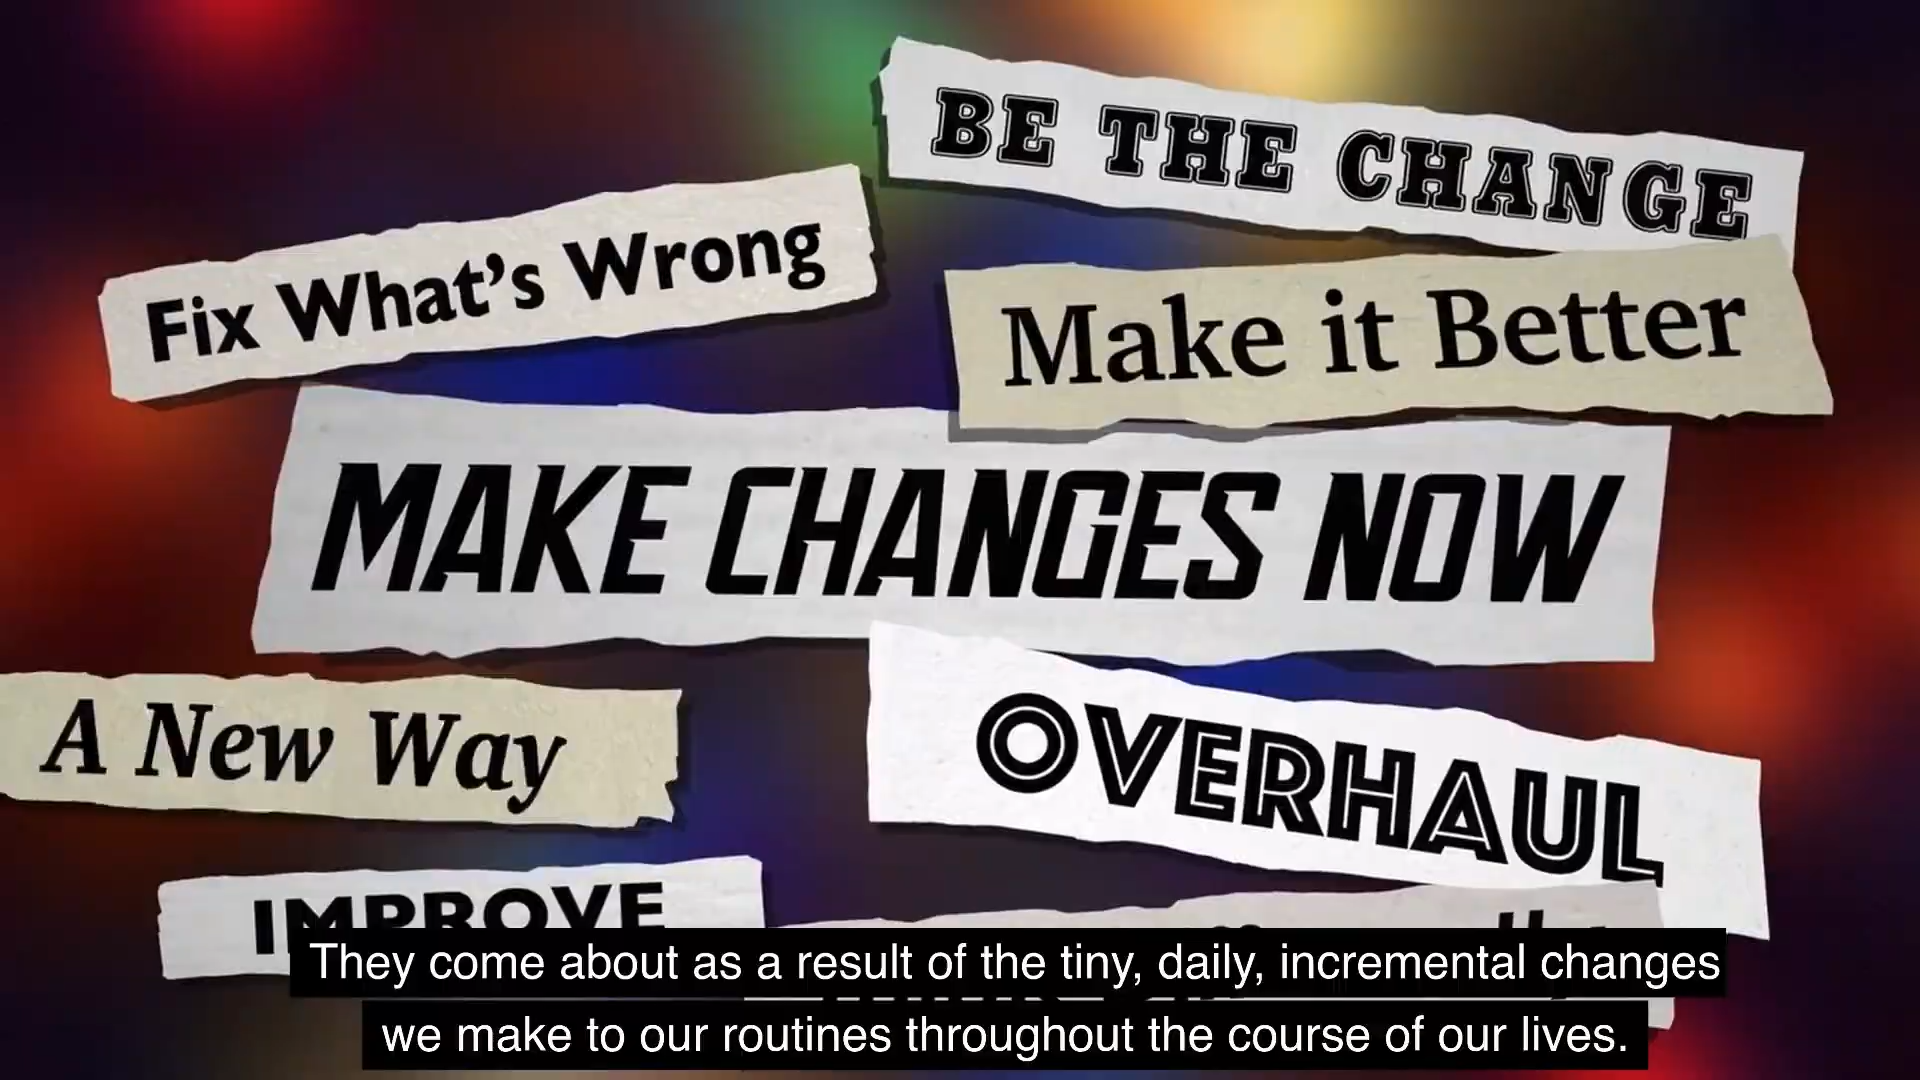 BE THE CHANGE
Fix What's Wrong
Make it Better
MAKE CHANGES NOW
A New Way
OVERHAUL
IMPROVE
They come about as a result of the tiny, daily, incremental changes
we make to our routines throughout the course of our lives.